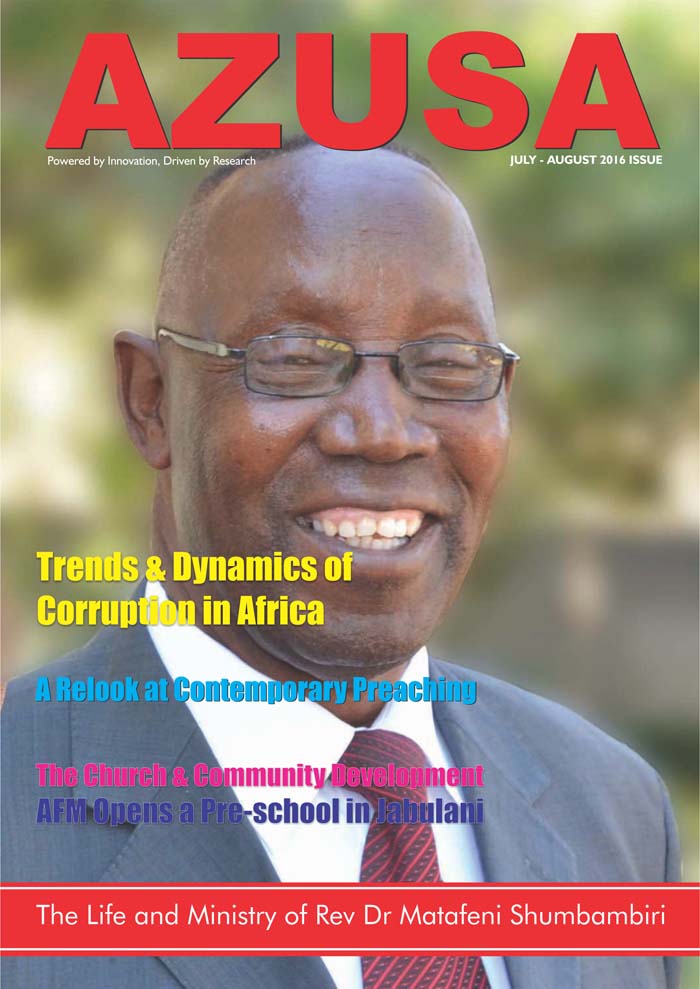 AZUSA
Powered by Innovation, Driven by Research
JULY - AUGUST 2016 ISSUE
Trends & Dynamics of
Corruption in Africa
A Relook at Contemporary Preaching
The Church & Community Development
AFM Opens a Pre-school in Jabulani
The Life and Ministry of Rev Dr Matafeni Shumbambiri